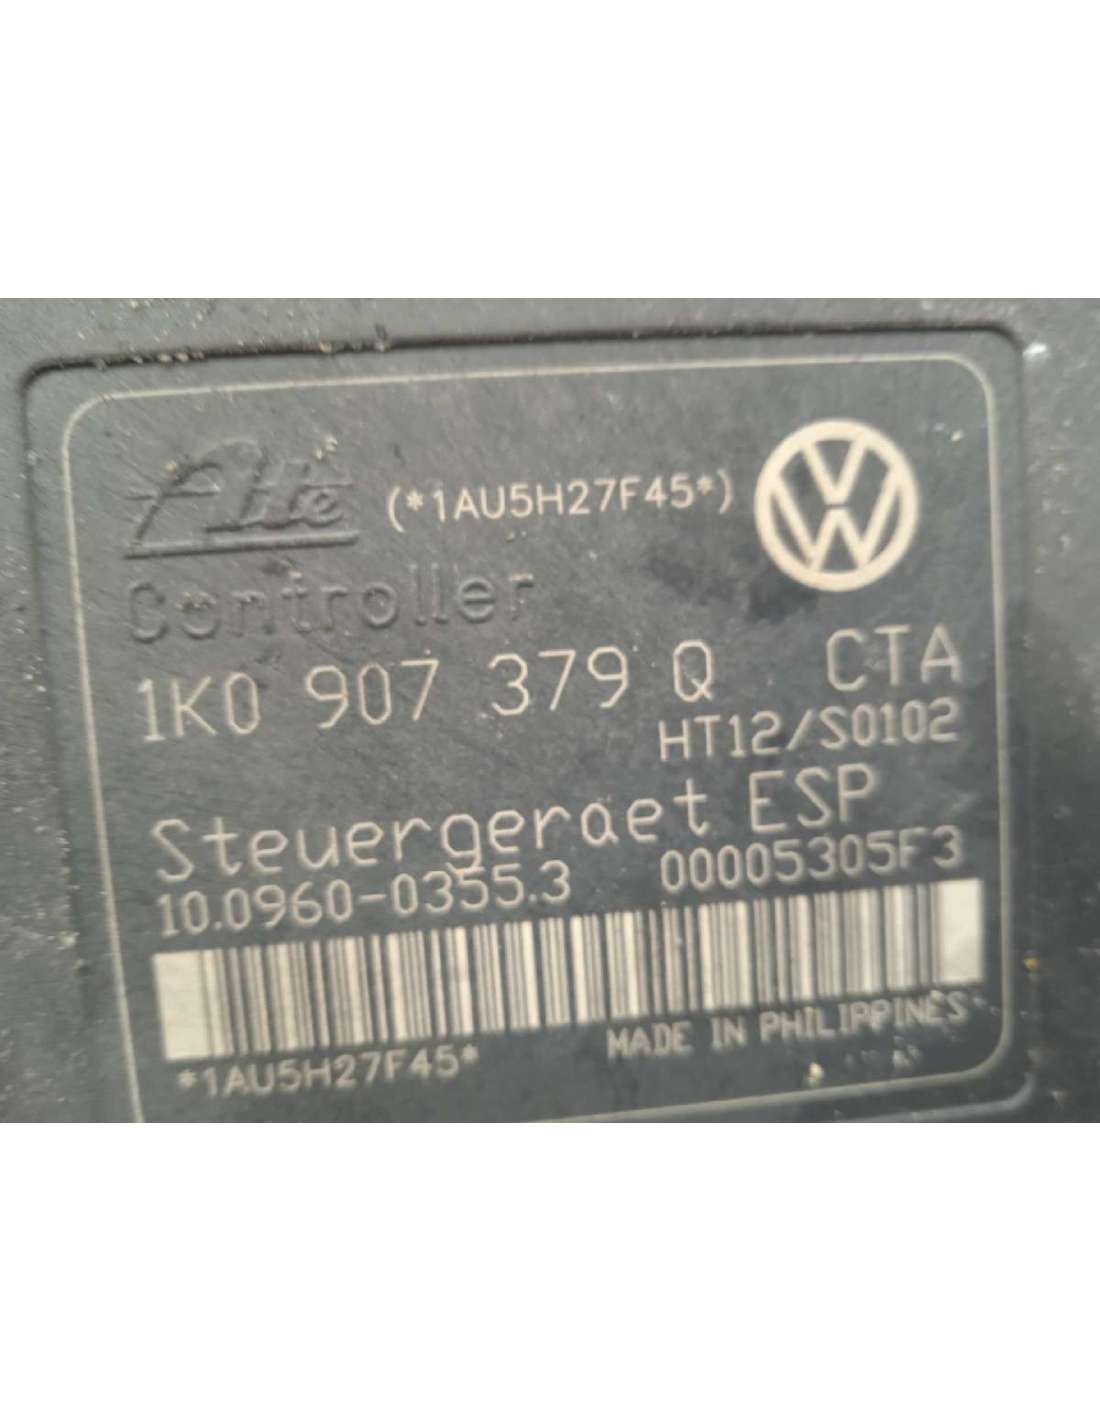 Ate (*1AU5H27F45*)
Controller
1K0 907 379 Q CTA
HT12/S0102
Steuergeraet ESP
10.0960-0355.3 00005305F3
MADE IN PHILIPPINES
*1AU5H27F45*